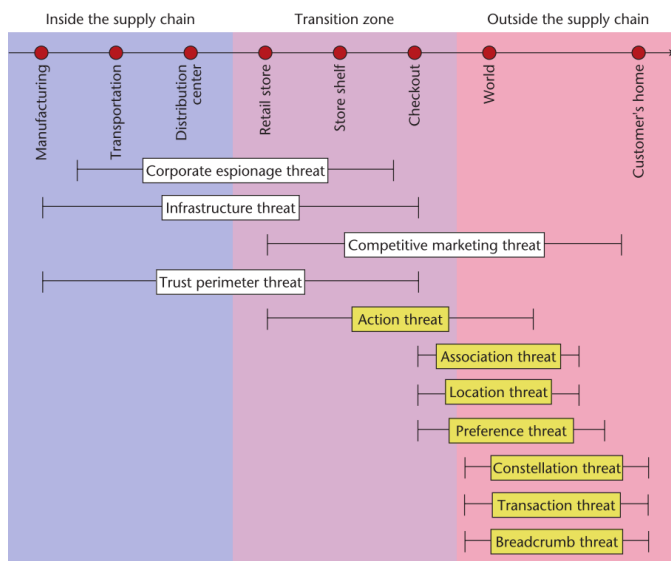 Inside the supply chain
Transition zone
Outside the supply chain
Manufacturing
Transportation
Distribution
center
Retail store
Store shelf
Checkout
World
Customer's home
Corporate espionage threat
Infrastructure threat
Competitive marketing threat
Trust perimeter threat
Action threat
Association threat
Location threat
Preference threat
Constellation threat
Transaction threat
Breadcrumb threat